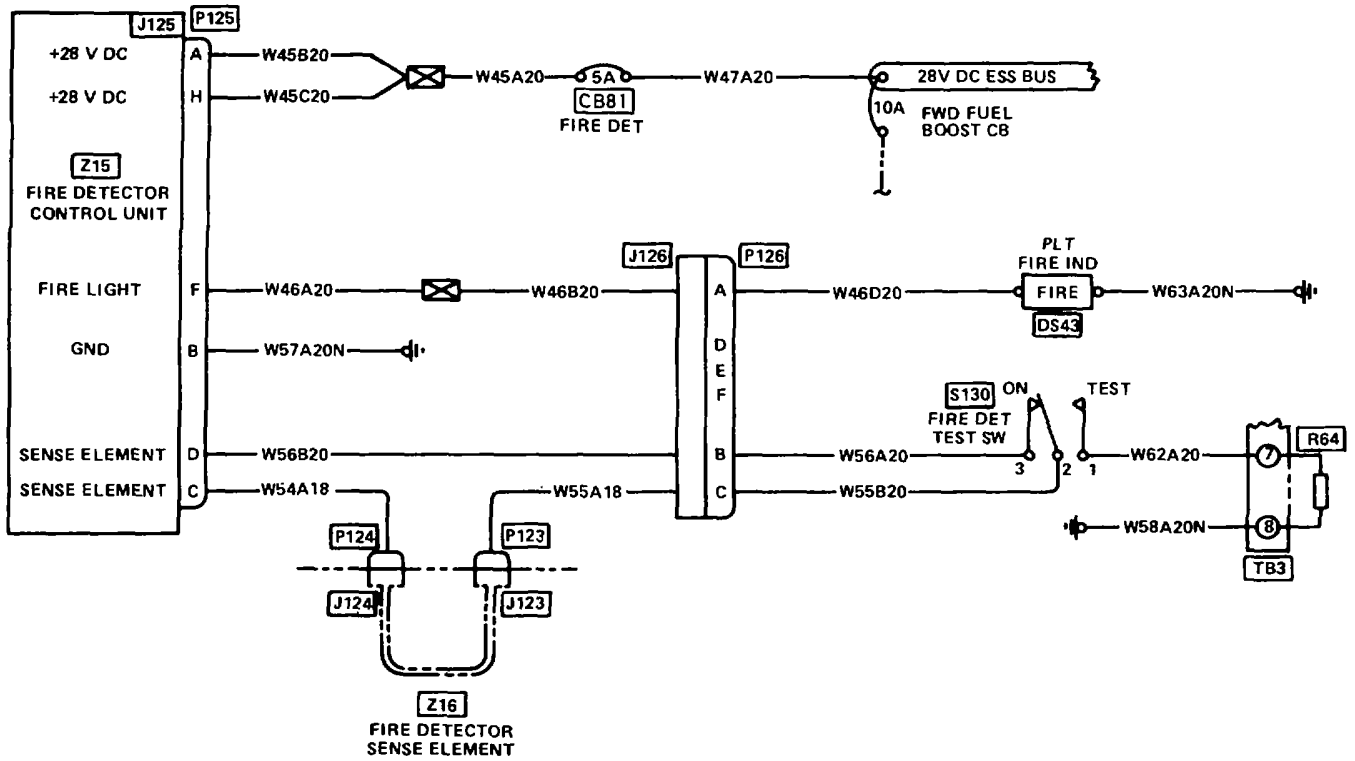 J125 P125
+28 V DC A W45B20
W45A20 5A W47A20 28V DC ESS BUS
+28 V DC H W45C20
CB81
FIRE DET
10A FWD FUEL
BOOST CB
Z15
FIRE DETECTOR
CONTROL UNIT
J126 P126
PLT
FIRE IND
FIRE LIGHT F W46A20 W46B20 A W46D20 FIRE W63A20N
DS43
GND B W57A20N
D
E
F
S130 ON TEST
FIRE DET
TEST SW
R64
SENSE ELEMENT D W56B20 B W56A20 3 2 1 W62A20 7
SENSE ELEMENT C W54A18 W55A18 C W55B20
W58A20N 8
TB3
P124 P123
J124 J123
Z16
FIRE DETECTOR
SENSE ELEMENT